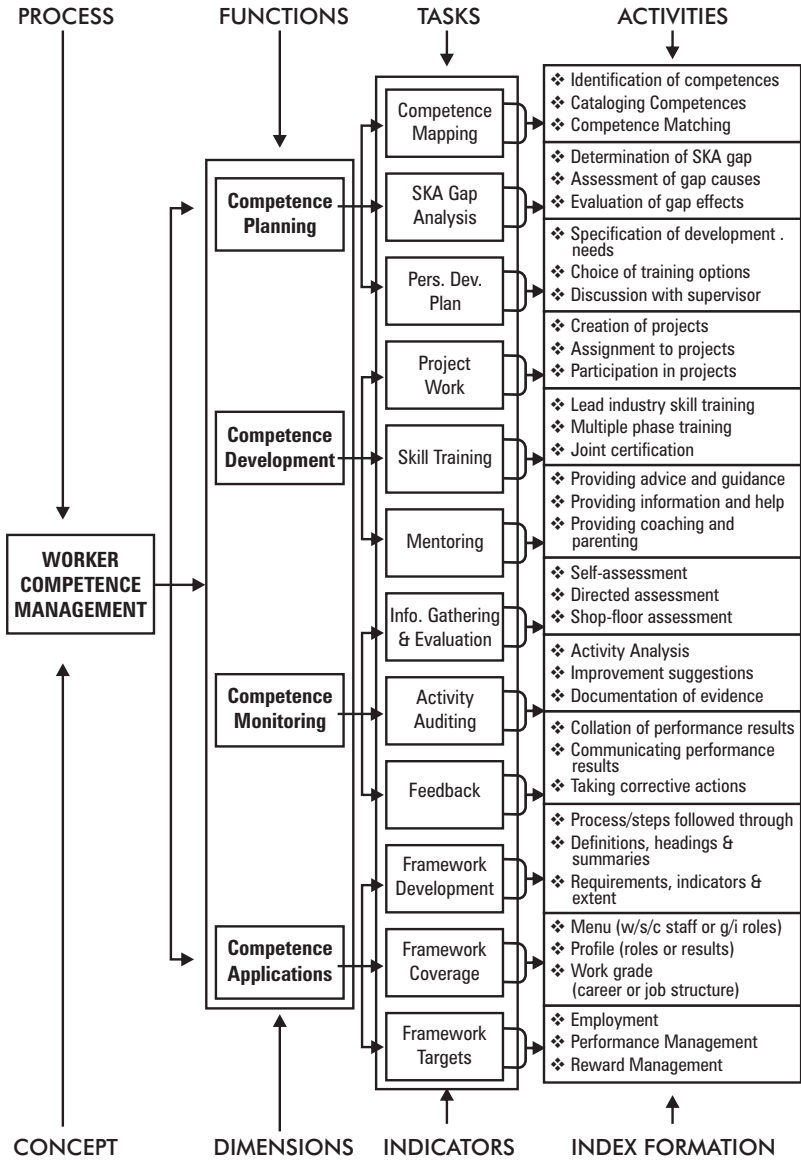 PROCESS
FUNCTIONS
TASKS
ACTIVITIES
WORKER
COMPETENCE
MANAGEMENT
Competence
Planning
Competence
Development
Competence
Monitoring
Competence
Applications
Competence
Mapping
SKA Gap
Analysis
Pers. Dev.
Plan
Project
Work
Skill Training
Mentoring
Info. Gathering
& Evaluation
Activity
Auditing
Feedback
Framework
Development
Framework
Coverage
Framework
Targets
❖ Identification of competences
❖ Cataloging Competences
❖ Competence Matching
❖ Determination of SKA gap
❖ Assessment of gap causes
❖ Evaluation of gap effects
❖ Specification of development .
needs
❖ Choice of training options
❖ Discussion with supervisor
❖ Creation of projects
❖ Assignment to projects
❖ Participation in projects
❖ Lead industry skill training
❖ Multiple phase training
❖ Joint certification
❖ Providing advice and guidance
❖ Providing information and help
❖ Providing coaching and
parenting
❖ Self-assessment
❖ Directed assessment
❖ Shop-floor assessment
❖ Activity Analysis
❖ Improvement suggestions
❖ Documentation of evidence
❖ Collation of performance results
❖ Communicating performance
results
❖ Taking corrective actions
❖ Process/steps followed through
❖ Definitions, headings &
summaries
❖ Requirements, indicators &
extent
❖ Menu (w/s/c staff or g/i roles)
❖ Profile (roles or results)
❖ Work grade
(career or job structure)
❖ Employment
❖ Performance Management
❖ Reward Management
CONCEPT
DIMENSIONS
INDICATORS
INDEX FORMATION